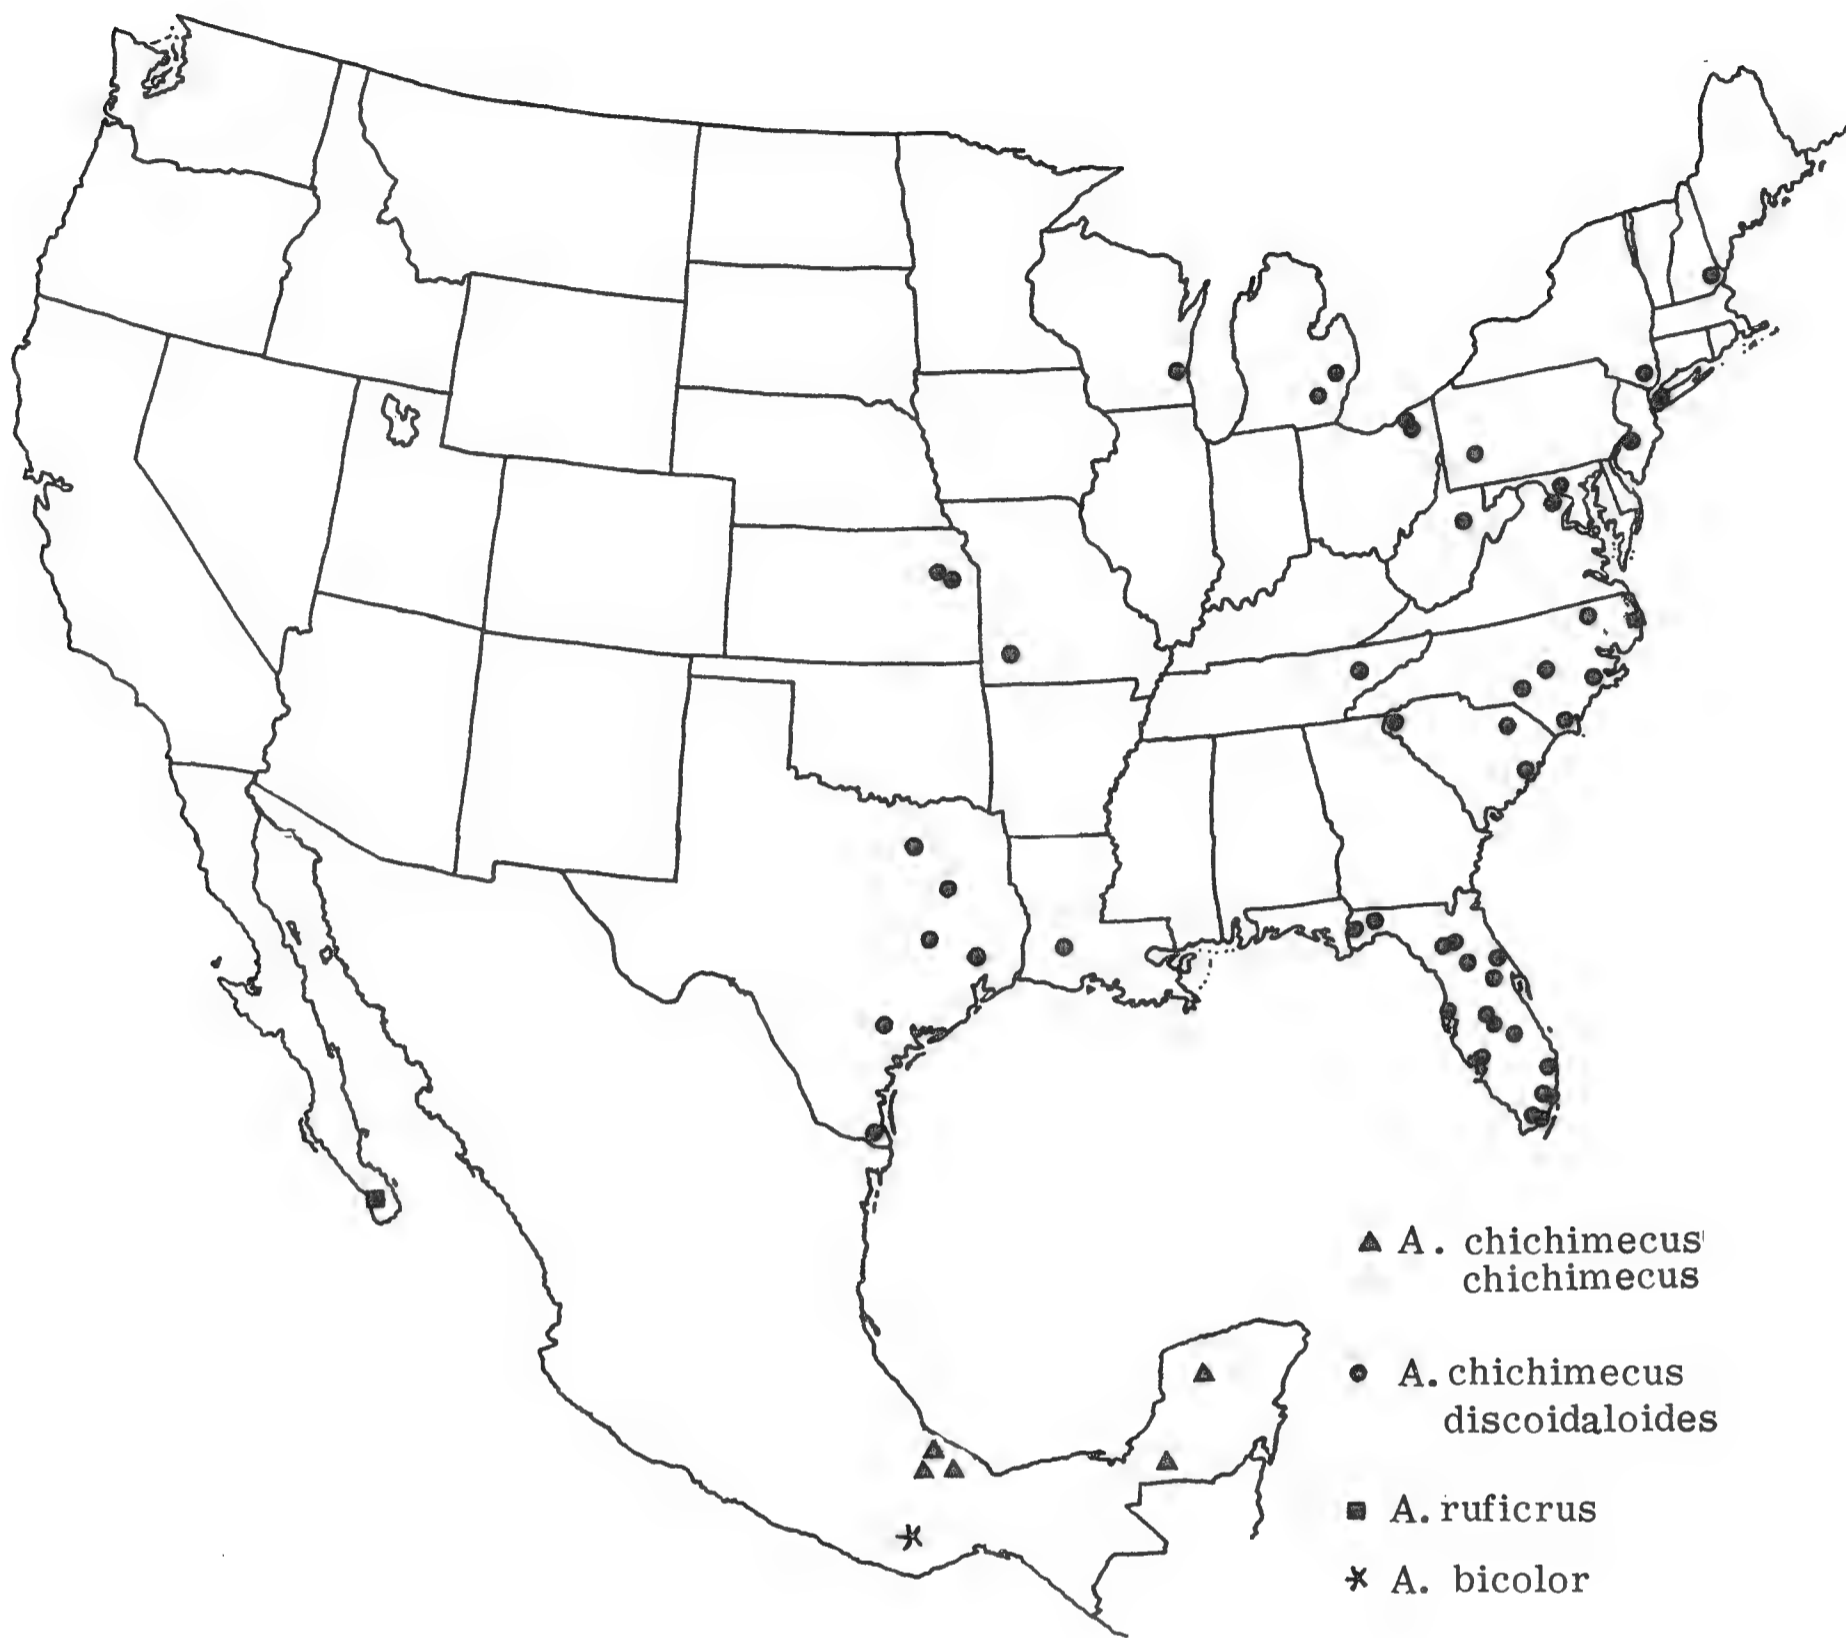 ▲ A. chichimecus
chichimecus
● A. chichimecus
discoidaloides
■ A. ruficrus
✶ A. bicolor